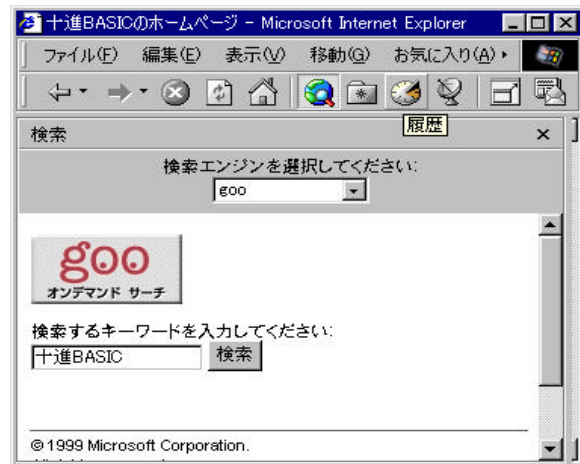 十進BASICのホームページ - Microsoft Internet Explorer
ファイル(F) 編集(E) 表示(V) 移動(G) お気に入り(A)
履歴
検索
検索エンジンを選択してください:
goo
goo
オンデマンド サーチ
検索するキーワードを入力してください:
十進BASIC 検索
©1999 Microsoft Corporation.